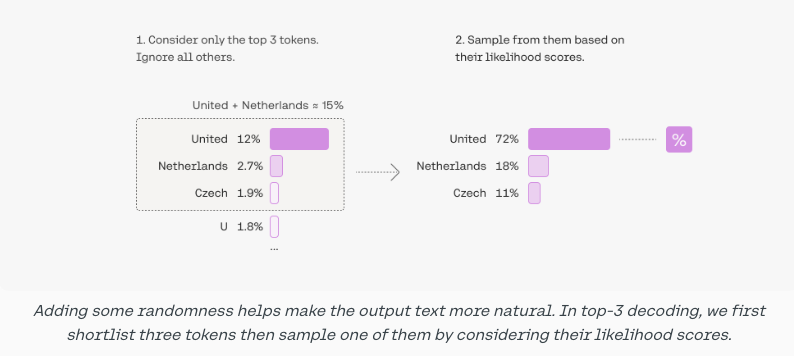 1. Consider only the top 3 tokens.
Ignore all others.
2. Sample from them based on
their likelihood scores.
United + Netherlands ≈ 15%
United 12%
Netherlands 2.7%
Czech 1.9%
U 1.8%
...
United 72%
%
Netherlands 18%
Czech 11%
Adding some randomness helps make the output text more natural. In top-3 decoding, we first
shortlist three tokens then sample one of them by considering their likelihood scores.